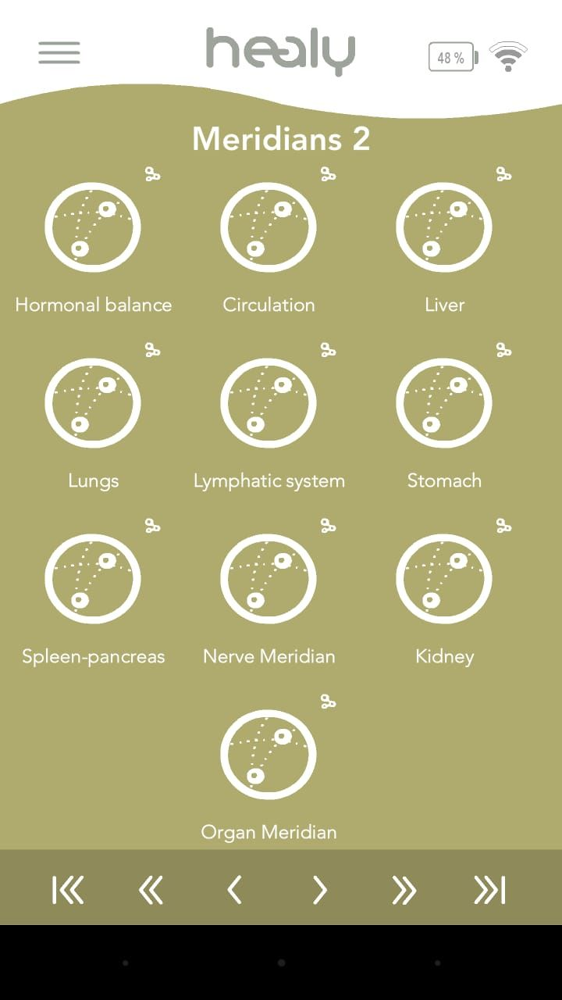 healy
48 %
Meridians 2
Hormonal balance
Circulation
Liver
Lungs
Lymphatic system
Stomach
Spleen-pancreas
Nerve Meridian
Kidney
Organ Meridian